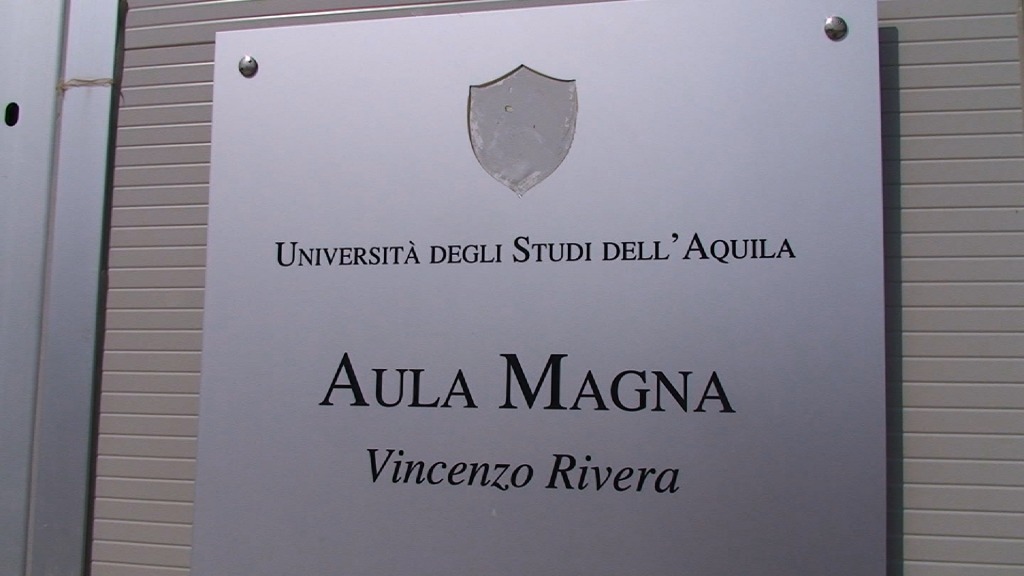 Università degli Studi dell'Aquila
Aula Magna
Vincenzo Rivera